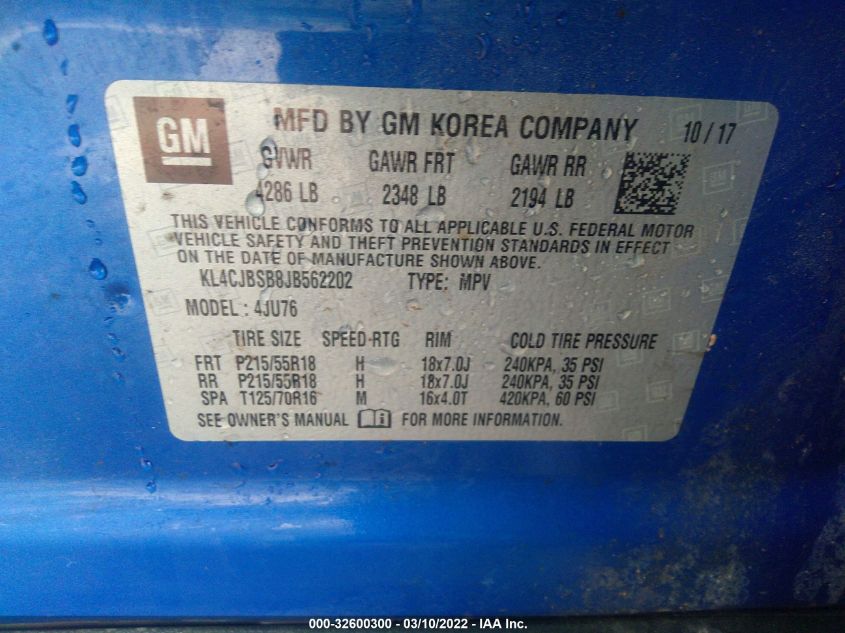 GM MFD BY GM KOREA COMPANY 10/17
GVWR GAWR FRT GAWR RR
4286 LB 2348 LB 2194 LB
THIS VEHICLE CONFORMS TO ALL APPLICABLE U.S. FEDERAL MOTOR
VEHICLE SAFETY AND THEFT PREVENTION STANDARDS IN EFFECT
ON THE DATE OF MANUFACTURE SHOWN ABOVE.
KL4CJBSB8JB562202 TYPE: MPV
MODEL : 4JU76
TIRE SIZE SPEED-RTG RIM COLD TIRE PRESSURE
FRT P215/55R18 H 18x7.0J 240KPA, 35 PSI
RR P215/55R18 H 18x7.0J 240KPA, 35 PSI
SPA T125/70R16 M 16x4.0T 420KPA, 60 PSI
SEE OWNER'S MANUAL FOR MORE INFORMATION.
000-32600300 - 03/10/2022 - IAA Inc.